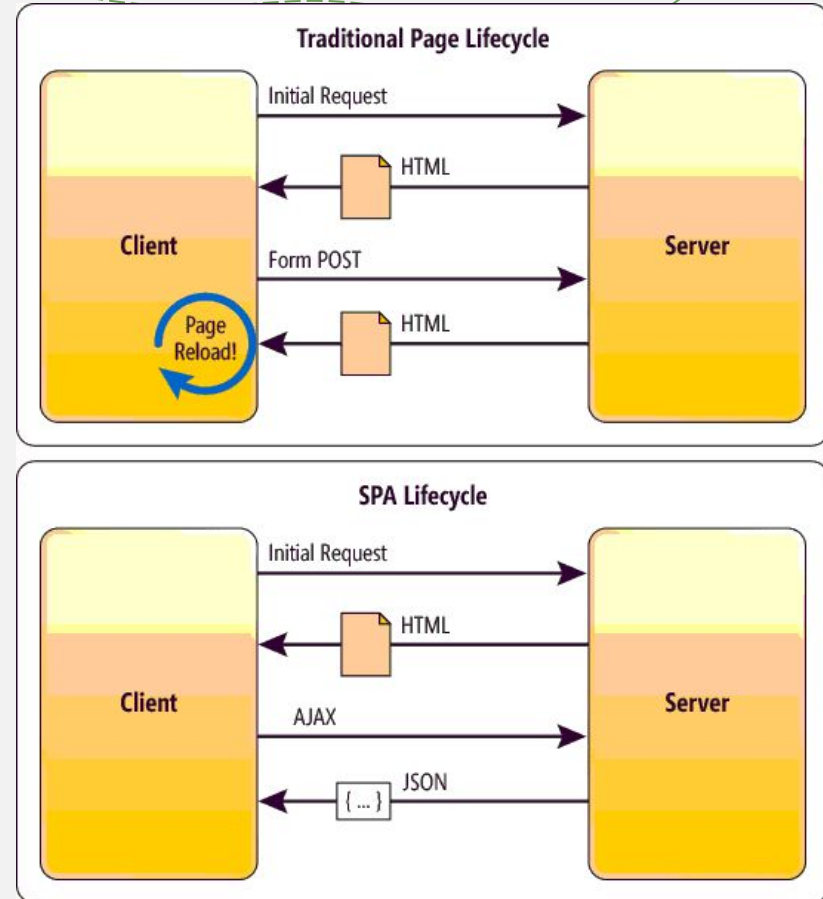 Traditional Page Lifecycle
Initial Request
HTML
Client
Server
Form POST
HTML
Page
Reload!
SPA Lifecycle
Initial Request
HTML
Client
Server
AJAX
JSON
{ ... }